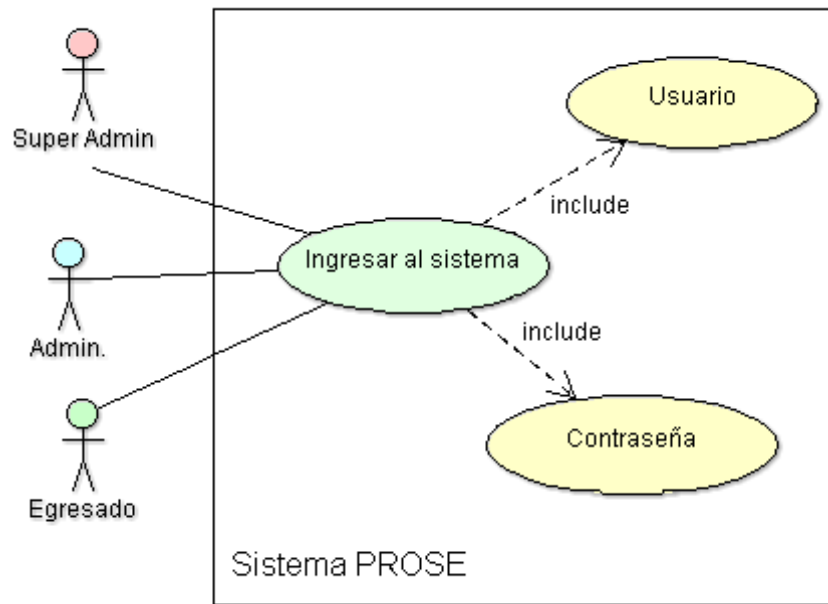 Super Admin
Usuario
include
Ingresar al sistema
Admin.
include
Contraseña
Egresado
Sistema PROSE